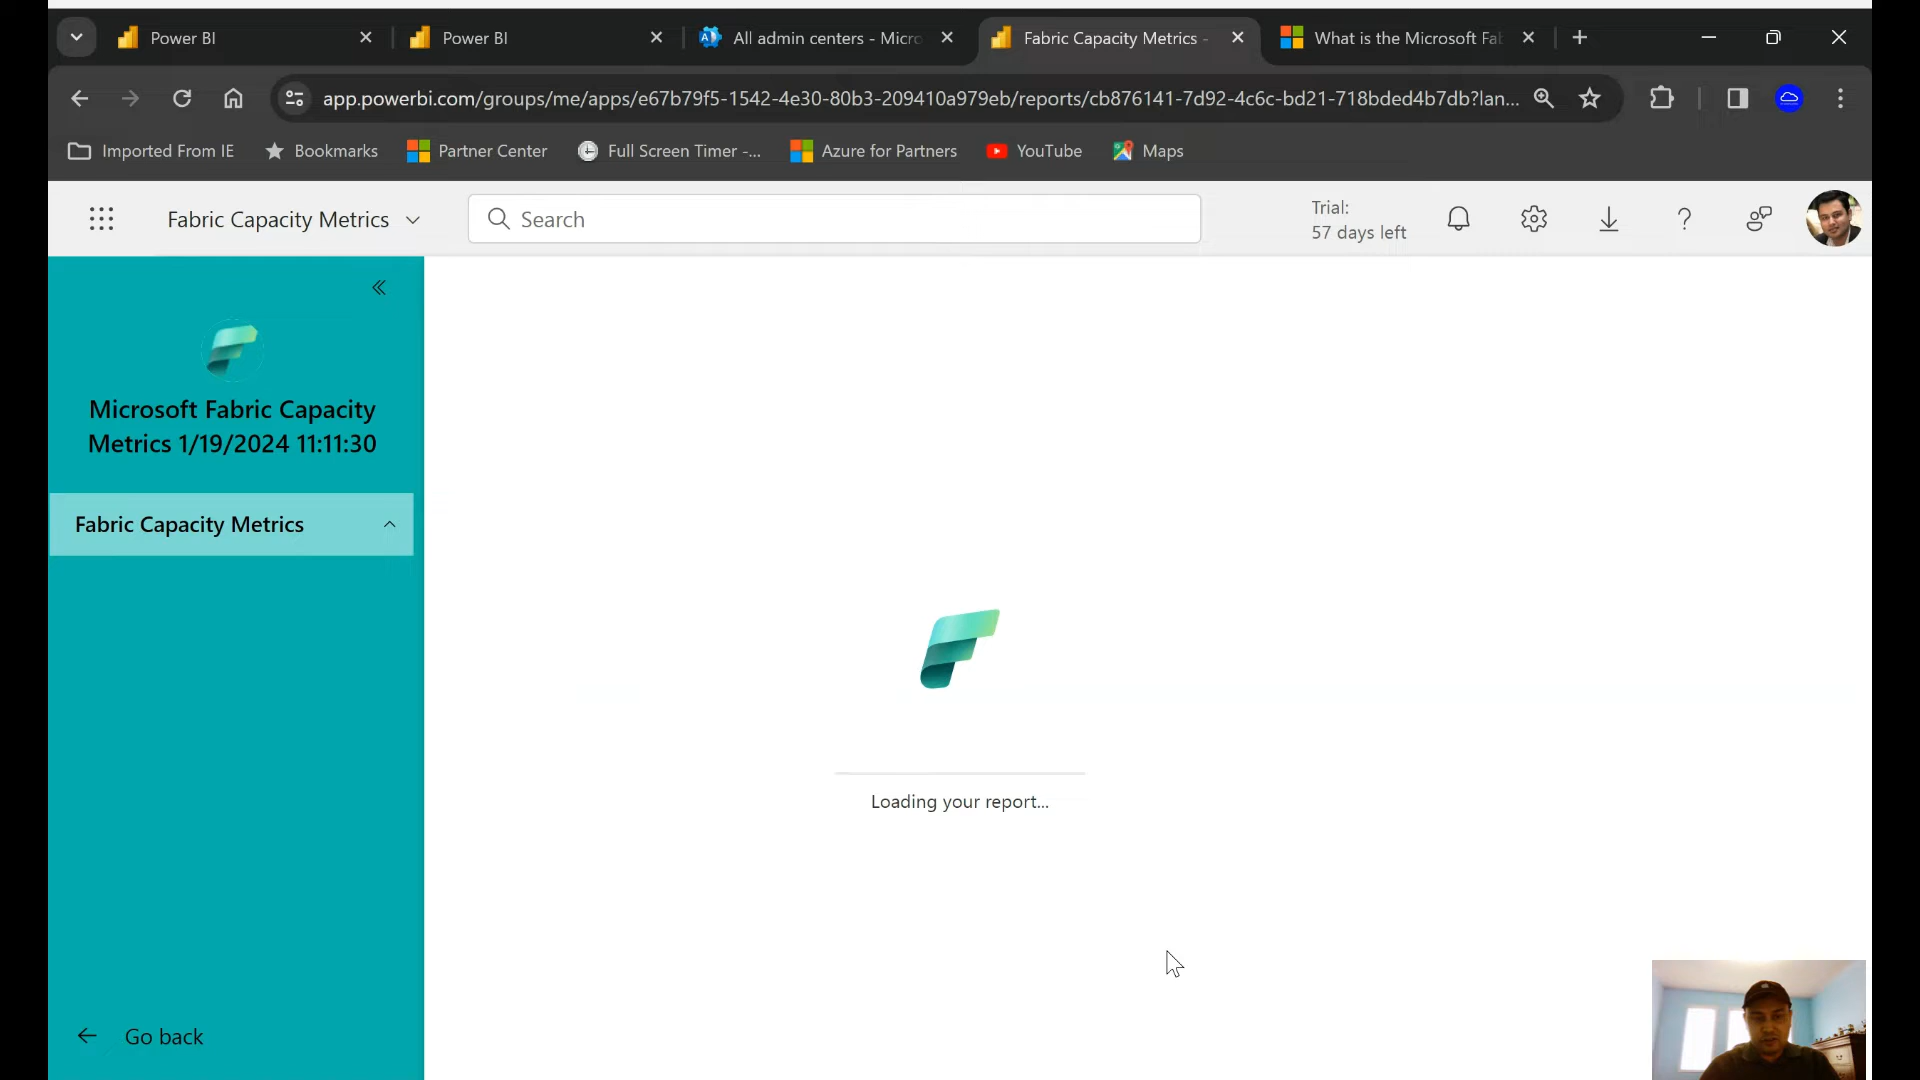 Power BI
Power BI
All admin centers - Micro
Fabric Capacity Metrics -
What is the Microsoft Fab
app.powerbi.com/groups/me/apps/e67b79f5-1542-4e30-80b3-209410a979eb/reports/cb876141-7d92-4c6c-bd21-718bded4b7db?lan...
Imported From IE
Bookmarks
Partner Center
Full Screen Timer -...
Azure for Partners
YouTube
Maps
Fabric Capacity Metrics
Search
Trial:
57 days left
Microsoft Fabric Capacity
Metrics 1/19/2024 11:11:30
Fabric Capacity Metrics
Loading your report...
Go back